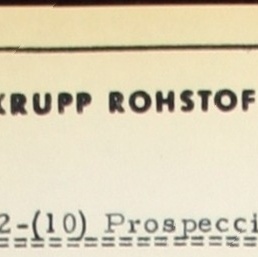 KRUPP ROHSTOF
2-(10) Prospecci